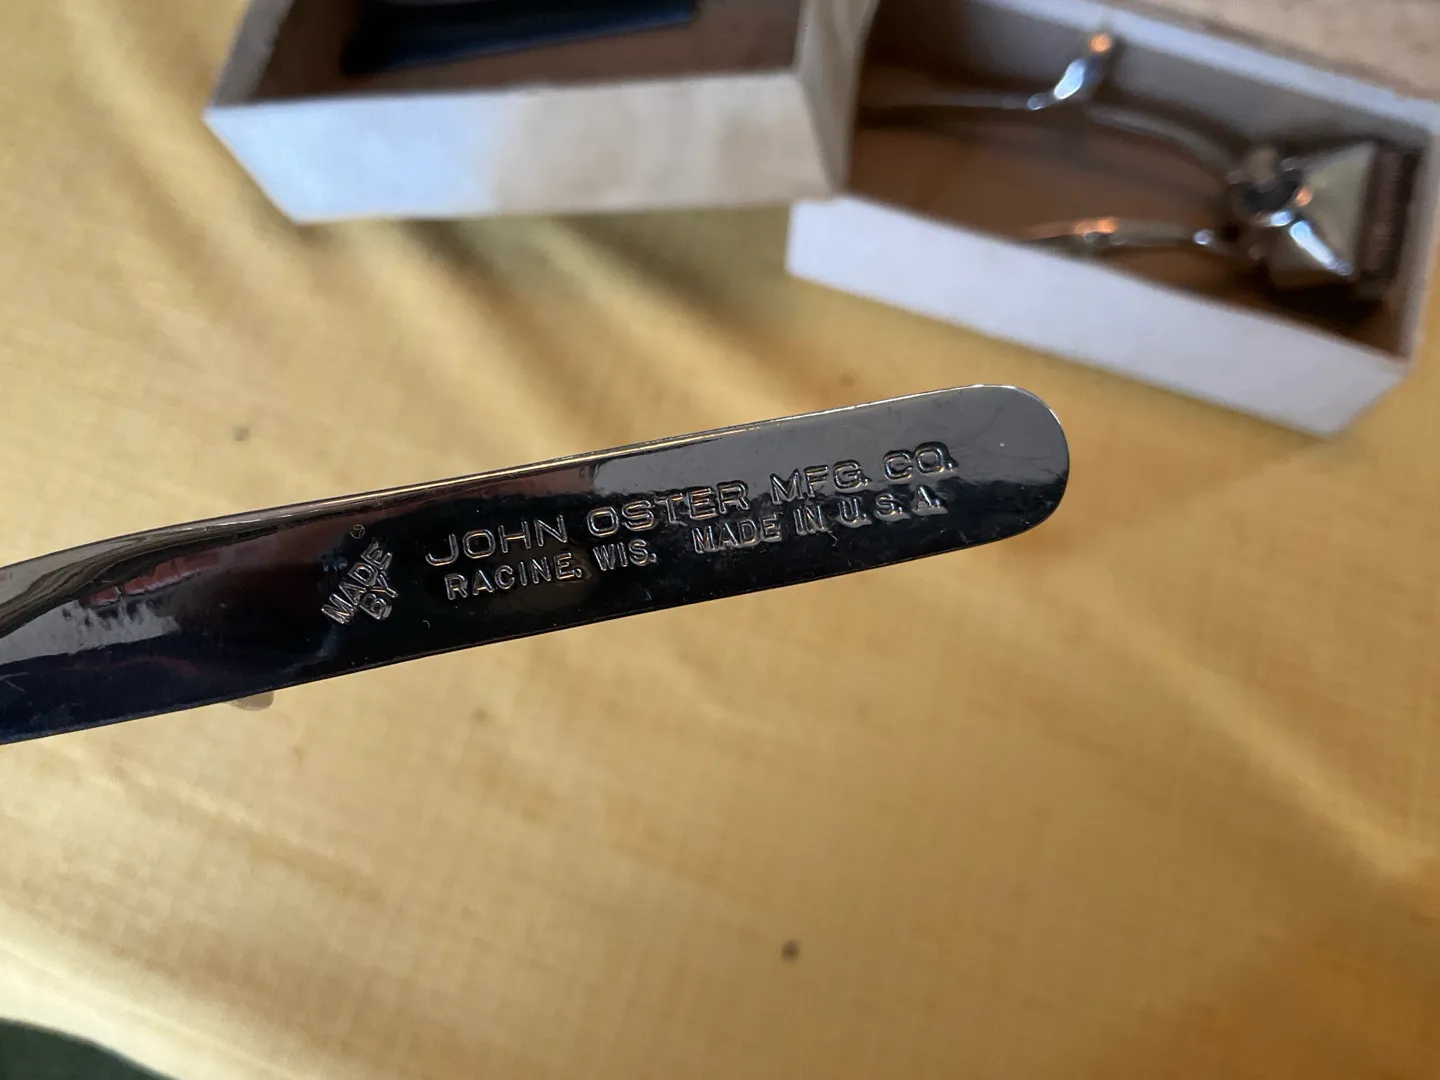 MADE
BY
JOHN OSTER MFG. CO.
RACINE, WIS. MADE IN U. S. A.